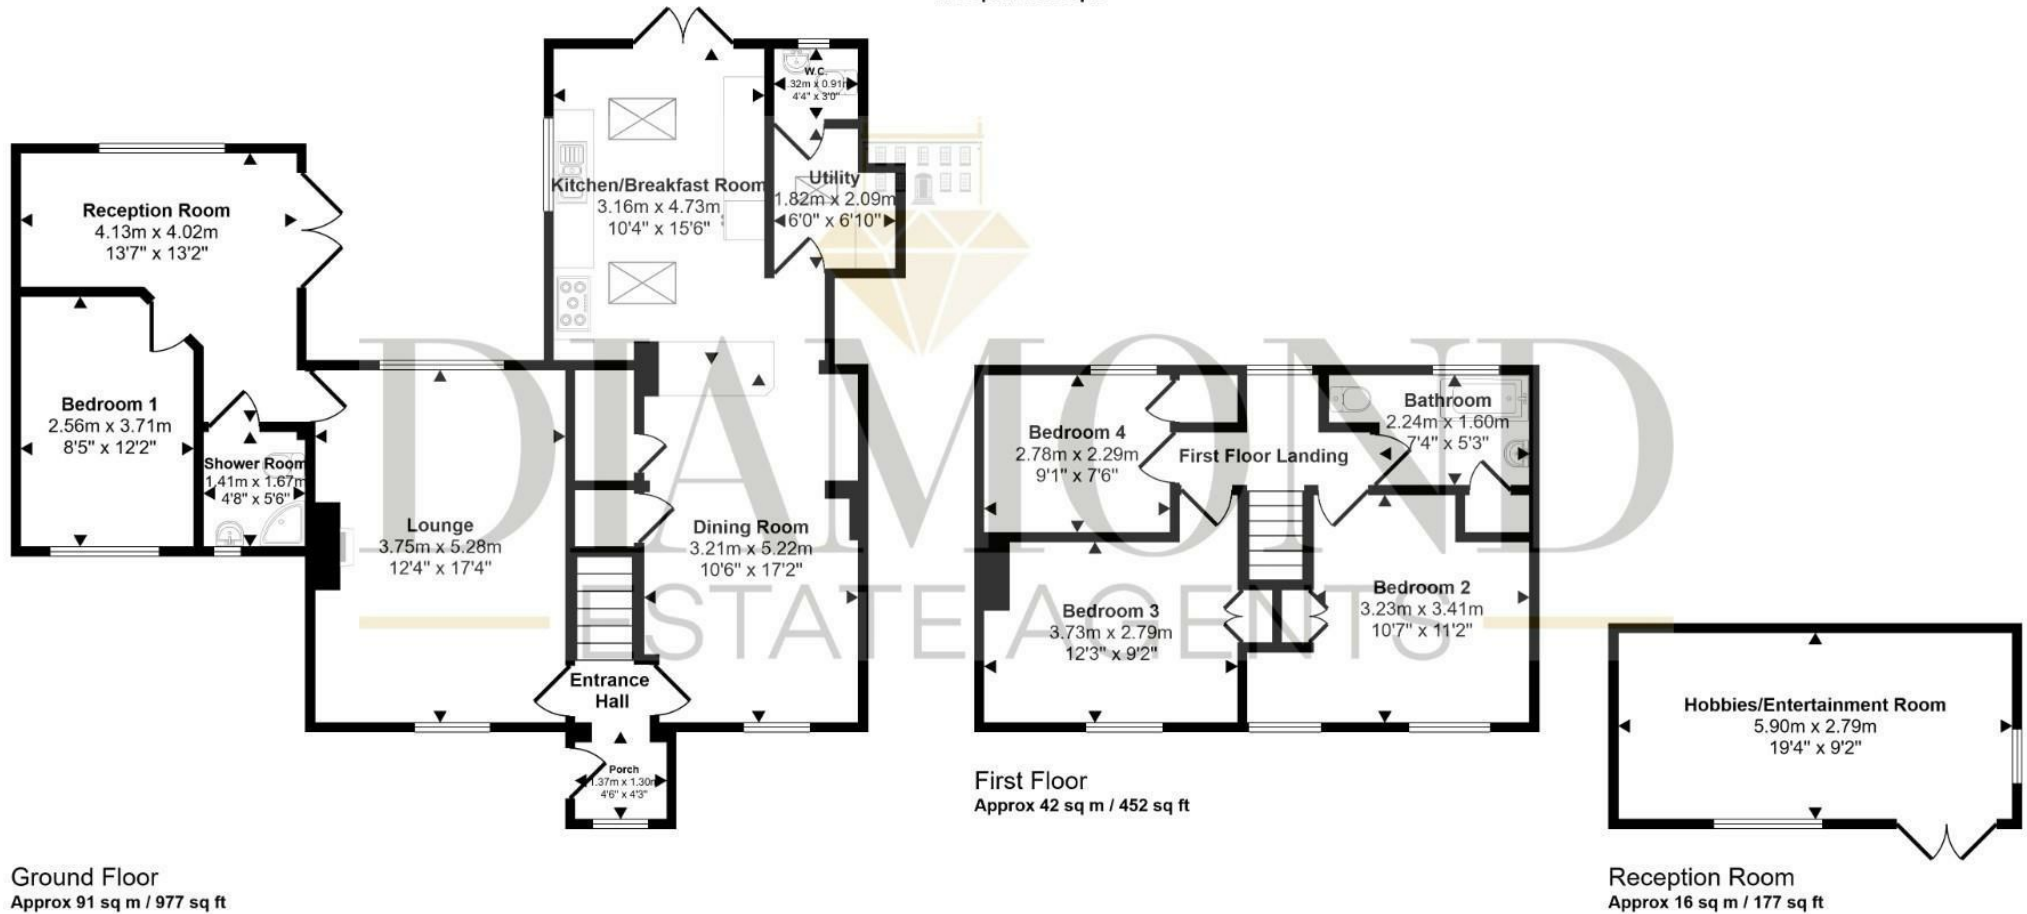 W.C.
.32m x 0.91m
4'4" x 3'0"
Kitchen/Breakfast Room
3.16m x 4.73m
10'4" x 15'6"
Utility
1.82m x 2.09m
6'0" x 6'10"
Reception Room
4.13m x 4.02m
13'7" x 13'2"
Bedroom 1
2.56m x 3.71m
8'5" x 12'2"
Shower Room
1.41m x 1.67m
4'8" x 5'6"
Lounge
3.75m x 5.28m
12'4" x 17'4"
Dining Room
3.21m x 5.22m
10'6" x 17'2"
Entrance
Hall
Porch
1.37m x 1.30m
4'6" x 4'3"
Ground Floor
Approx 91 sq m / 977 sq ft
DIAMOND
ESTATE AGENTS
Bedroom 4
2.78m x 2.29m
9'1" x 7'6"
First Floor Landing
Bathroom
2.24m x 1.60m
7'4" x 5'3"
Bedroom 3
3.73m x 2.79m
12'3" x 9'2"
Bedroom 2
3.23m x 3.41m
10'7" x 11'2"
First Floor
Approx 42 sq m / 452 sq ft
Hobbies/Entertainment Room
5.90m x 2.79m
19'4" x 9'2"
Reception Room
Approx 16 sq m / 177 sq ft